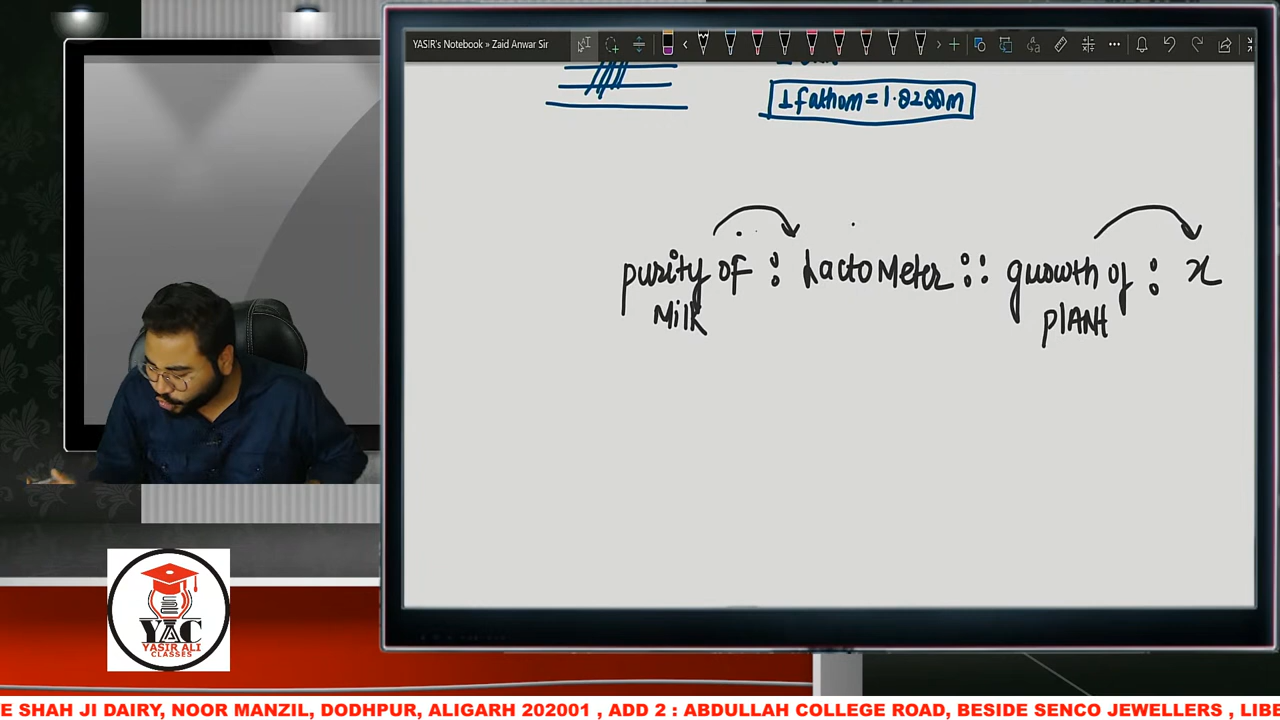 YASIR's Notebook » Zaid Anwar Sir
1 fathom = 1.8288m
purity of : LactoMeter :: growth of : x
Milk
plANt
YAC
YASIR ALI
CLASSES
E SHAH JI DAIRY, NOOR MANZIL, DODHPUR, ALIGARH 202001 , ADD 2 : ABDULLAH COLLEGE ROAD, BESIDE SENCO JEWELLERS , LIBE